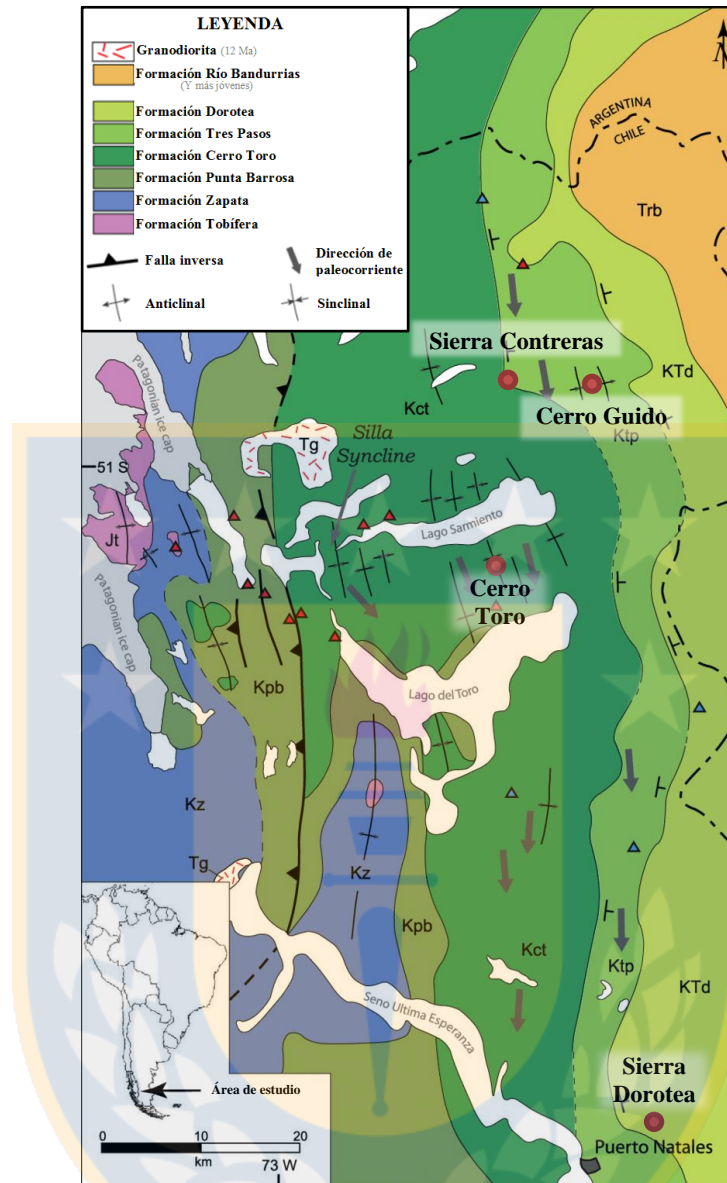 LEYENDA
Granodiorita (12 Ma)
Formación Río Bandurrias
(Y más jóvenes)
Formación Dorotea
Formación Tres Pasos
Formación Cerro Toro
Formación Punta Barrosa
Formación Zapata
Formación Tobífera
Falla inversa
Dirección de
paleocorriente
Anticlinal
Sinclinal
N
ARGENTINA
CHILE
Trb
Sierra Contreras
KTd
Cerro Guido
Kct
Ktp
Patagonian ice cap
Tg
Silla
Syncline
51 S
Lago Sarmiento
Jt
Cerro
Toro
Patagonian ice cap
Kpb
Lago del Toro
Kz
Tg
Kz
Kpb
Kct
Ktp
KTd
Seno Ultima Esperanza
Sierra
Dorotea
Área de estudio
Puerto Natales
0 10 20
km
73 W